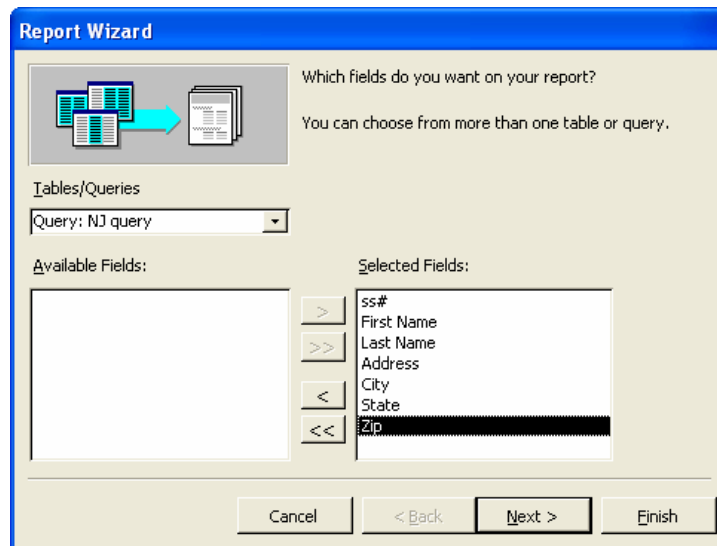 Report Wizard
Which fields do you want on your report?
You can choose from more than one table or query.
Tables/Queries
Query: NJ query
Available Fields:
Selected Fields:
>
>>
<
<<
ss#
First Name
Last Name
Address
City
State
Zip
Cancel
< Back
Next >
Finish